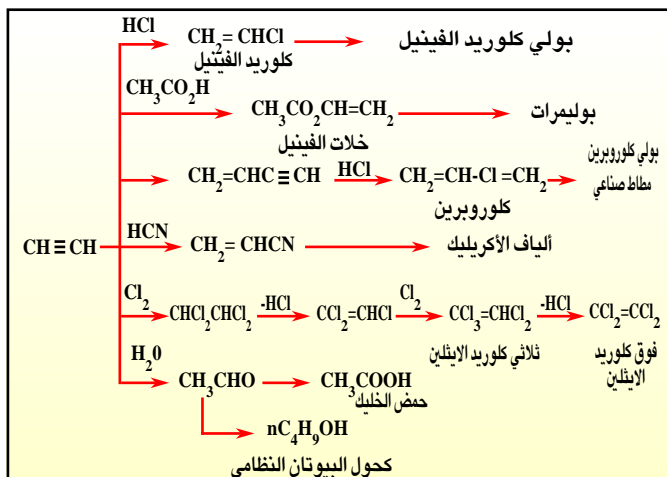 HCl CH₂=CHCl بولي كلوريد الفينيل
كلوريد الفينيل
CH₃CO₂H CH₃CO₂CH=CH₂ بوليمرات
خلات الفينيل
CH₂=CHC≡CH HCl CH₂=CH-Cl=CH₂ بولي كلوروبرين
مطاط صناعي
كلوروبرين
CH≡CH HCN CH₂=CHCN ألياف الأكريليك
Cl₂ CHCl₂CHCl₂ -HCl CCl₂=CHCl Cl₂ CCl₃=CHCl₂ -HCl CCl₂=CCl₂
ثلاثي كلوريد الايثلين فوق كلوريد
الايثلين
H₂0 CH₃CHO CH₃COOH
حمض الخليك
nC₄H₉OH
كحول البيوتان النظامي